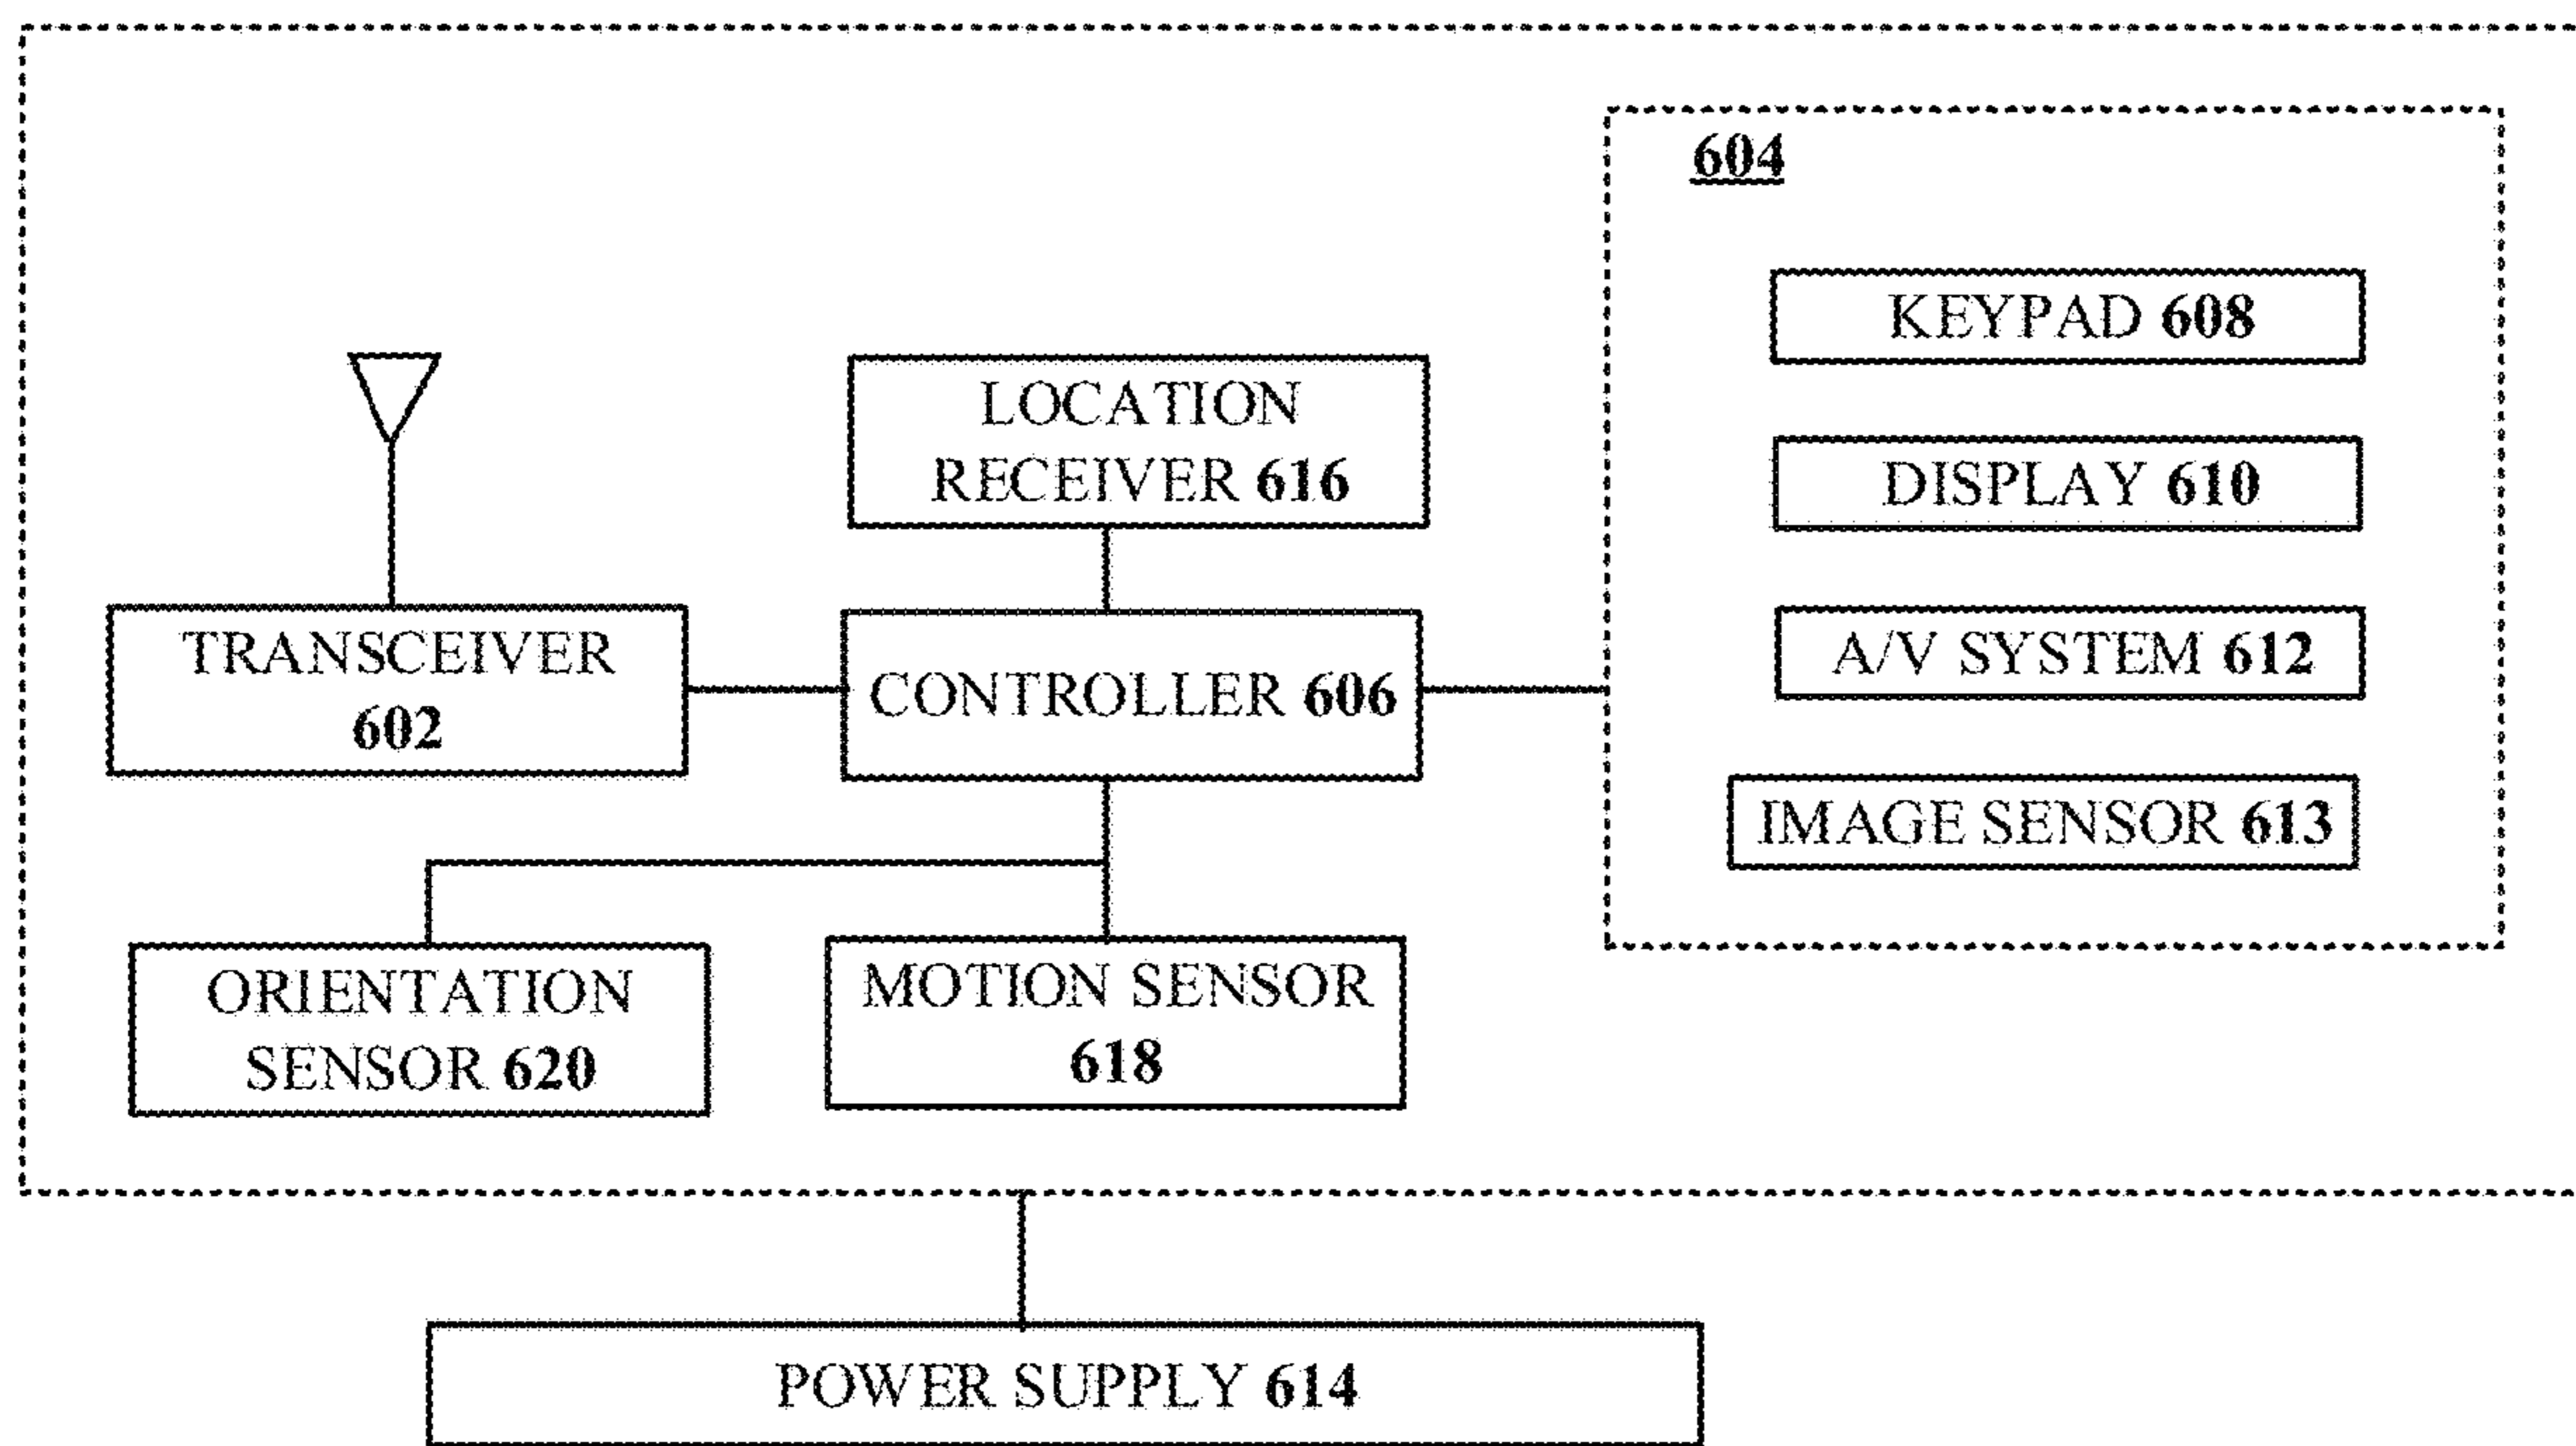 604
KEYPAD 608
LOCATION
RECEIVER 616
DISPLAY 610
TRANSCEIVER
602
CONTROLLER 606
A/V SYSTEM 612
IMAGE SENSOR 613
ORIENTATION
SENSOR 620
MOTION SENSOR
618
POWER SUPPLY 614